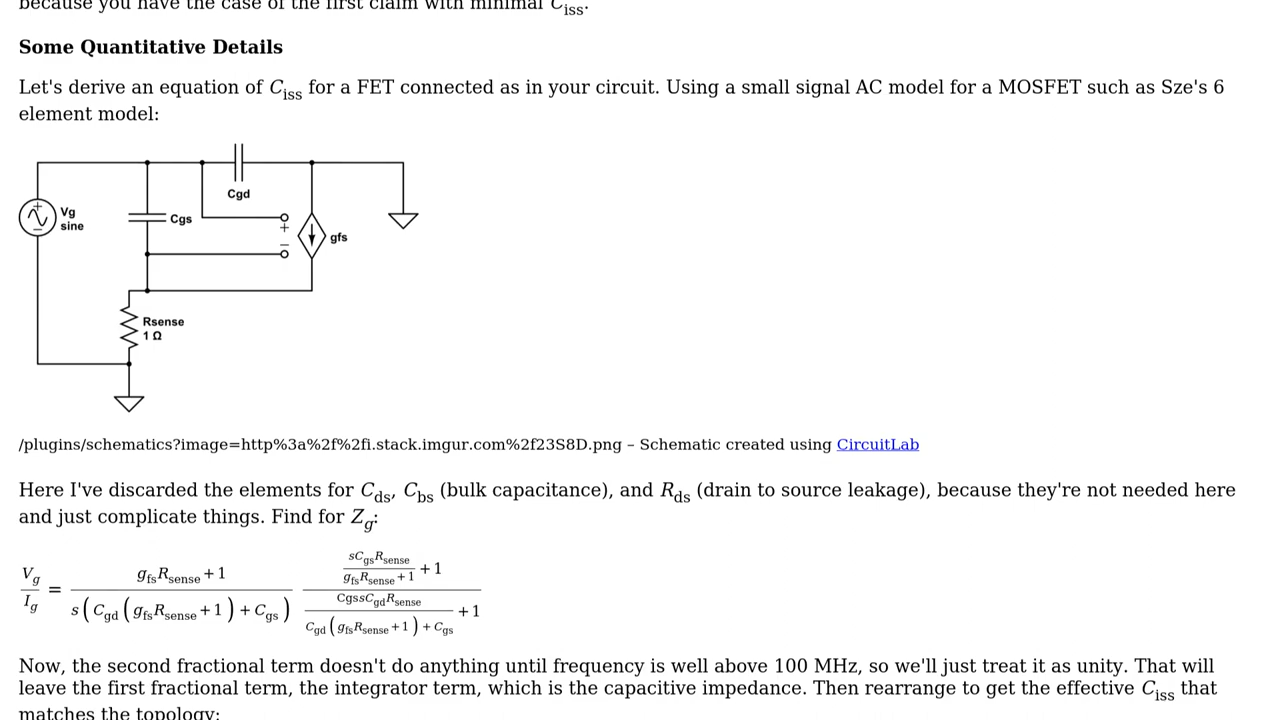 because you have the case of the first claim with minimal Ciss.
Some Quantitative Details
Let's derive an equation of Ciss for a FET connected as in your circuit. Using a small signal AC model for a MOSFET such as Sze's 6
element model:
Cgd
Vg
sine
Cgs
+
−
gfs
Rsense
1 Ω
/plugins/schematics?image=http%3a%2f%2fi.stack.imgur.com%2f23S8D.png – Schematic created using CircuitLab
Here I've discarded the elements for Cds, Cbs (bulk capacitance), and Rds (drain to source leakage), because they're not needed here
and just complicate things. Find for Zg:
Vg/Ig = (gfsRsense + 1)/(s(Cgd(gfsRsense + 1) + Cgs)) (sCgsRsense/(gfsRsense + 1) + 1)/(CgssCgdRsense/(Cgd(gfsRsense + 1) + Cgs) + 1)
Now, the second fractional term doesn't do anything until frequency is well above 100 MHz, so we'll just treat it as unity. That will
leave the first fractional term, the integrator term, which is the capacitive impedance. Then rearrange to get the effective Ciss that
matches the topology: